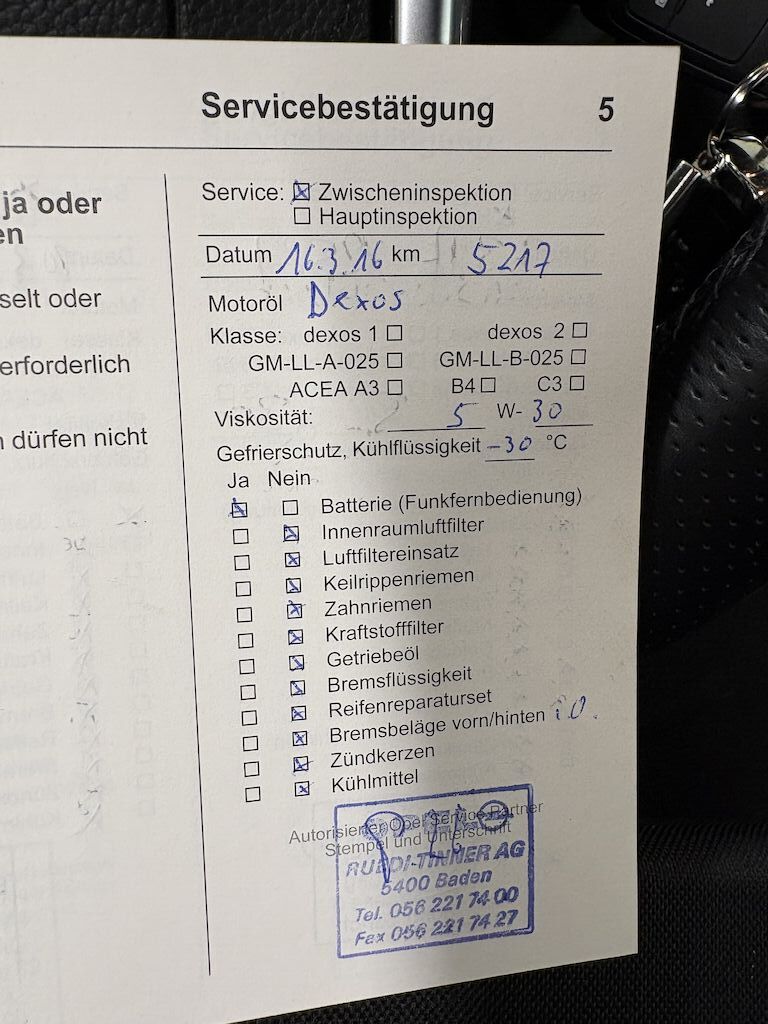 Servicebestätigung 5
ja oder
en
selt oder
erforderlich
n dürfen nicht
Service: Zwischeninspektion
Hauptinspektion
Datum 16.3.16 km 5217
Motoröl Dexos
Klasse: dexos 1 dexos 2
GM-LL-A-025 GM-LL-B-025
ACEA A3 B4 C3
Viskosität: 5 W- 30
Gefrierschutz, Kühlflüssigkeit -30 °C
Ja Nein
Batterie (Funkfernbedienung)
Innenraumluftfilter
Luftfiltereinsatz
Keilrippenriemen
Zahnriemen
Kraftstofffilter
Getriebeöl
Bremsflüssigkeit
Reifenreparaturset
Bremsbeläge vorn/hinten i.O.
Zündkerzen
Kühlmittel
Autorisierter Opel Service Partner
Stempel und Unterschrift
RUEDI-TINNER AG
5400 Baden
Tel. 056 221 74 00
Fax 056 221 74 27